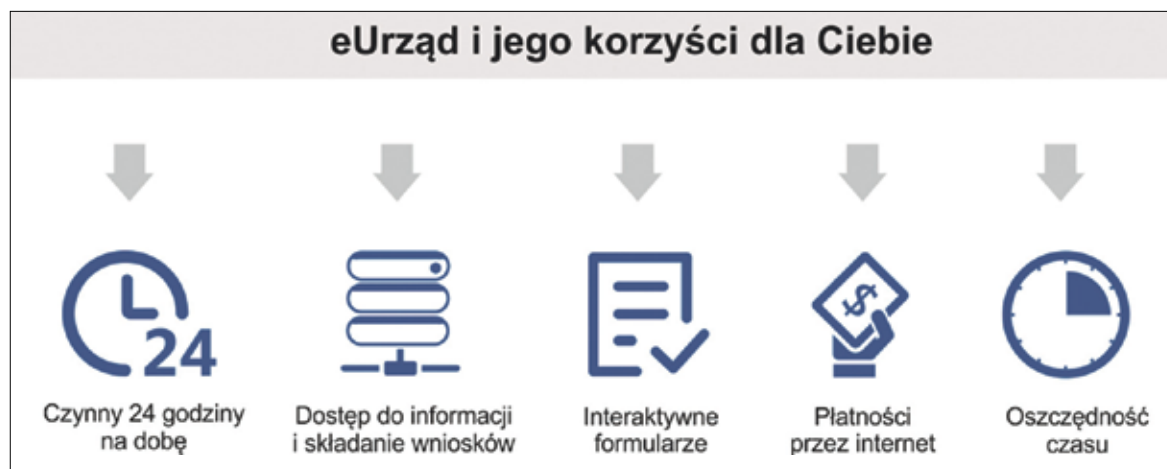 eUrząd i jego korzyści dla Ciebie
24
$
Czynny 24 godziny
na dobę
Dostęp do informacji
i składanie wniosków
Interaktywne
formularze
Płatności
przez internet
Oszczędność
czasu